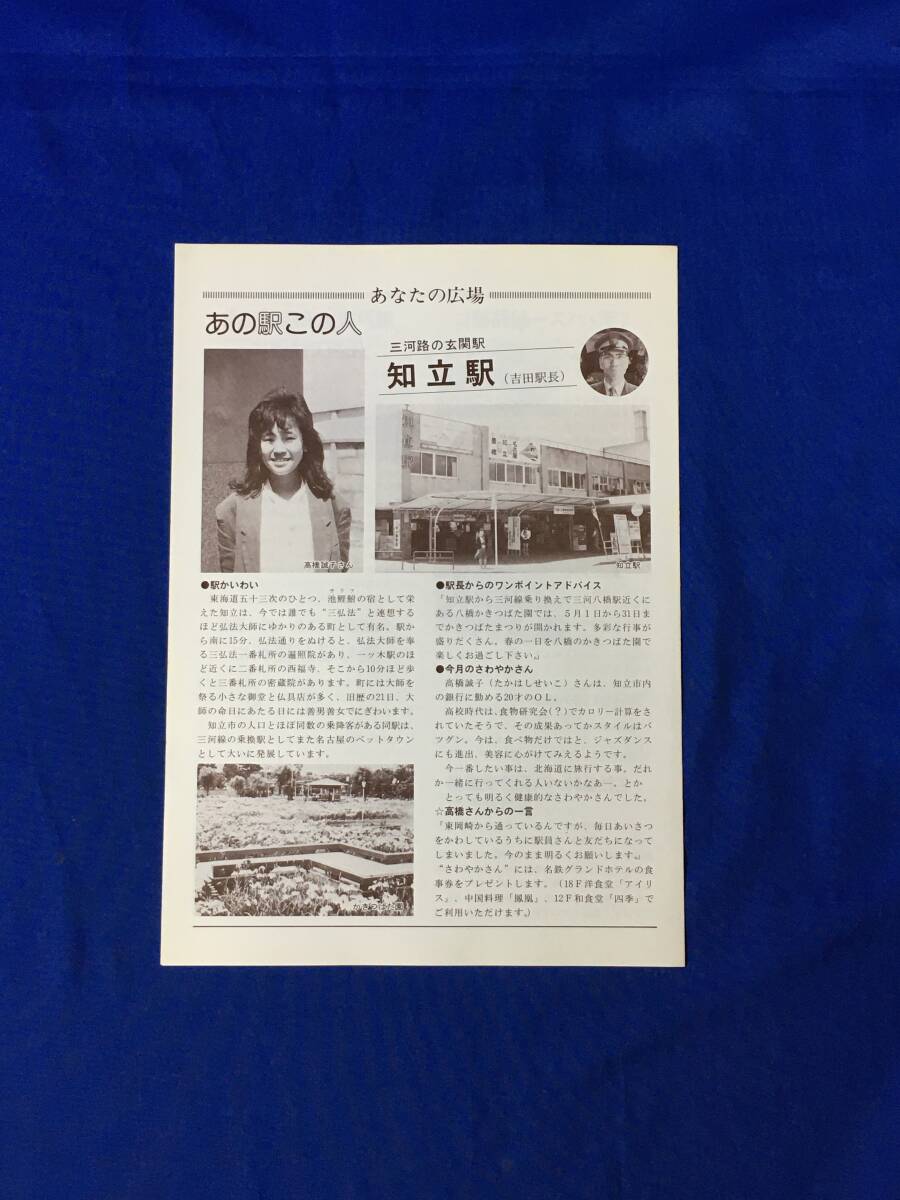 あなたの広場
あの駅この人
三河路の玄関駅
知立駅(吉田駅長)
高橋誠子さん
知立駅
●駅かいわい
東海道五十三次のひとつ、池鯉鮒の宿として栄
えた知立は、今では誰でも“三弘法”と連想する
ほど弘法大師にゆかりのある町として有名。駅か
ら南に15分、弘法通りをぬけると、弘法大師を奉
る三弘法一番札所の遍照院があり、一ッ木駅のほ
ど近くに二番札所の西福寺、そこから10分ほど歩
くと三番札所の密蔵院があります。町には大師を
祭る小さな御堂と仏具店が多く、旧歴の21日、大
師の命日にあたる日には善男善女でにぎわいます。
知立市の人口とほぼ同数の乗降客がある同駅は、
三河線の乗換駅としてまた名古屋のベットタウン
として大いに発展しています。
かきつばた園
●駅長からのワンポイントアドバイス
「知立駅から三河線乗り換えで三河八橋駅近くに
ある八橋かきつばた園では、5月1日から31日ま
でかきつばたまつりが開かれます。多彩な行事が
盛りだくさん。春の一日を八橋のかきつばた園で
楽しくお過ごし下さい。」
●今月のさわやかさん
高橋誠子(たかはしせいこ)さんは、知立市内
の銀行に勤める20才のOL。
高校時代は、食物研究会(?)でカロリー計算をさ
れていたそうで、その成果あってかスタイルはバ
ツグン。今は、食べ物だけではと、ジャズダンス
にも進出、美容に心がけてみえるようです。
今一番したい事は、北海道に旅行する事。だれ
か一緒に行ってくれる人いないかなあー。とか
とっても明るく健康的なさわやかさんでした。
☆高橋さんからの一言
「東岡崎から通っているんですが、毎日あいさつ
をかわしているうちに駅員さんと友だちになって
しまいました。今のまま明るくお願いします。」
“さわやかさん”には、名鉄グランドホテルの食
事券をプレゼントします。(18F洋食堂「アイリ
ス」、中国料理「鳳凰」、12F和食堂「四季」で
ご利用いただけます。)